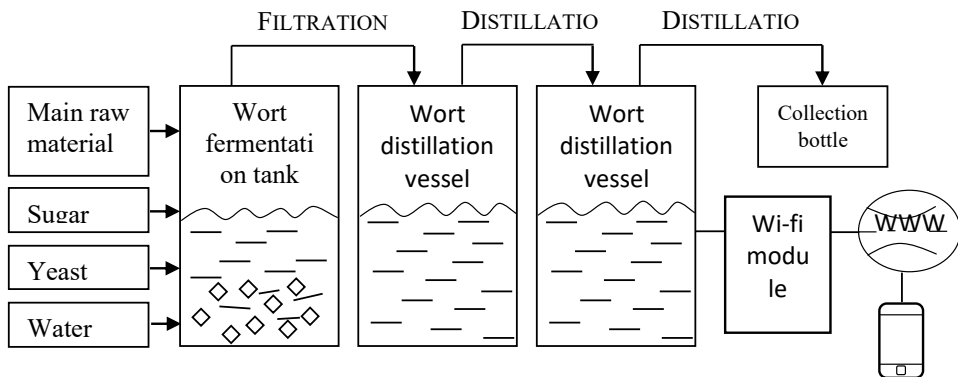 FILTRATION
DISTILLATIO
DISTILLATIO
Main raw
material
Sugar
Yeast
Water
Wort
fermentati
on tank
Wort
distillation
vessel
Wort
distillation
vessel
Collection
bottle
Wi-fi
modu
le
WWW